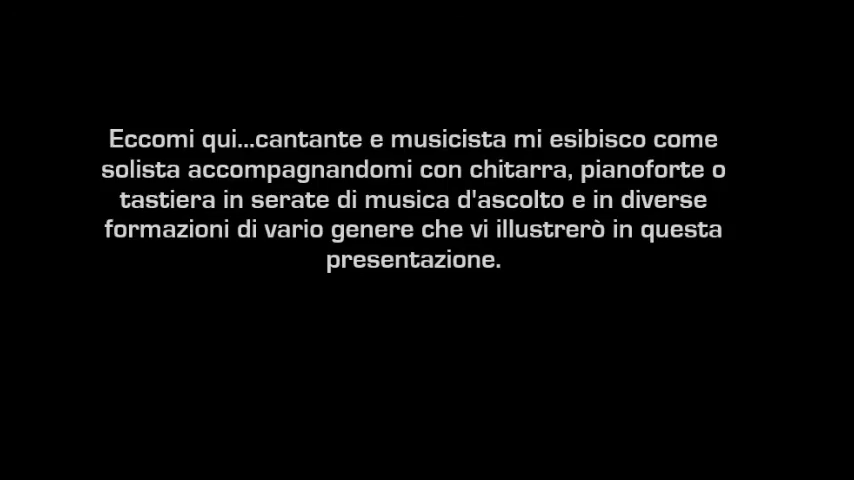 Eccomi qui...cantante e musicista mi esibisco come
solista accompagnandomi con chitarra, pianoforte o
tastiera in serate di musica d'ascolto e in diverse
formazioni di vario genere che vi illustrerò in questa
presentazione.